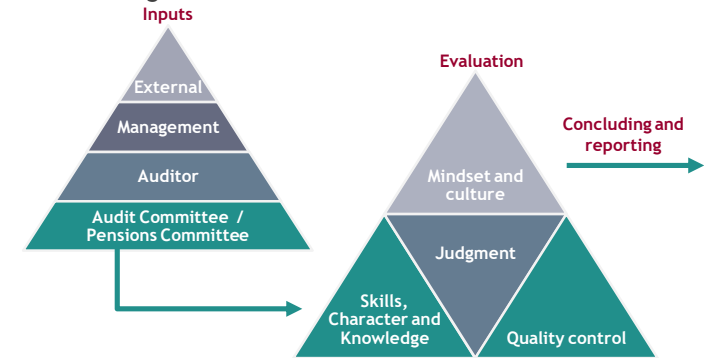 Inputs
External
Management
Auditor
Audit Committee /
Pensions Committee
Evaluation
Mindset and
culture
Judgment
Skills,
Character and
Knowledge
Quality control
Concluding and
reporting